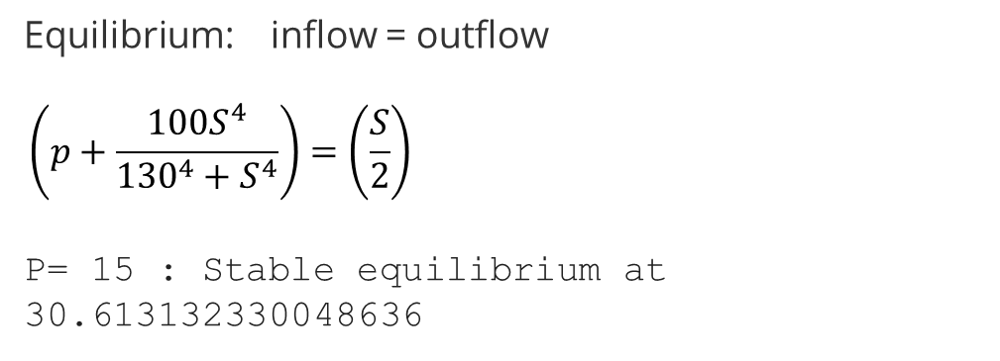 Equilibrium: inflow = outflow
(p + 100S⁴ / (130⁴ + S⁴)) = (S/2)
P= 15 : Stable equilibrium at
30.613132330048636